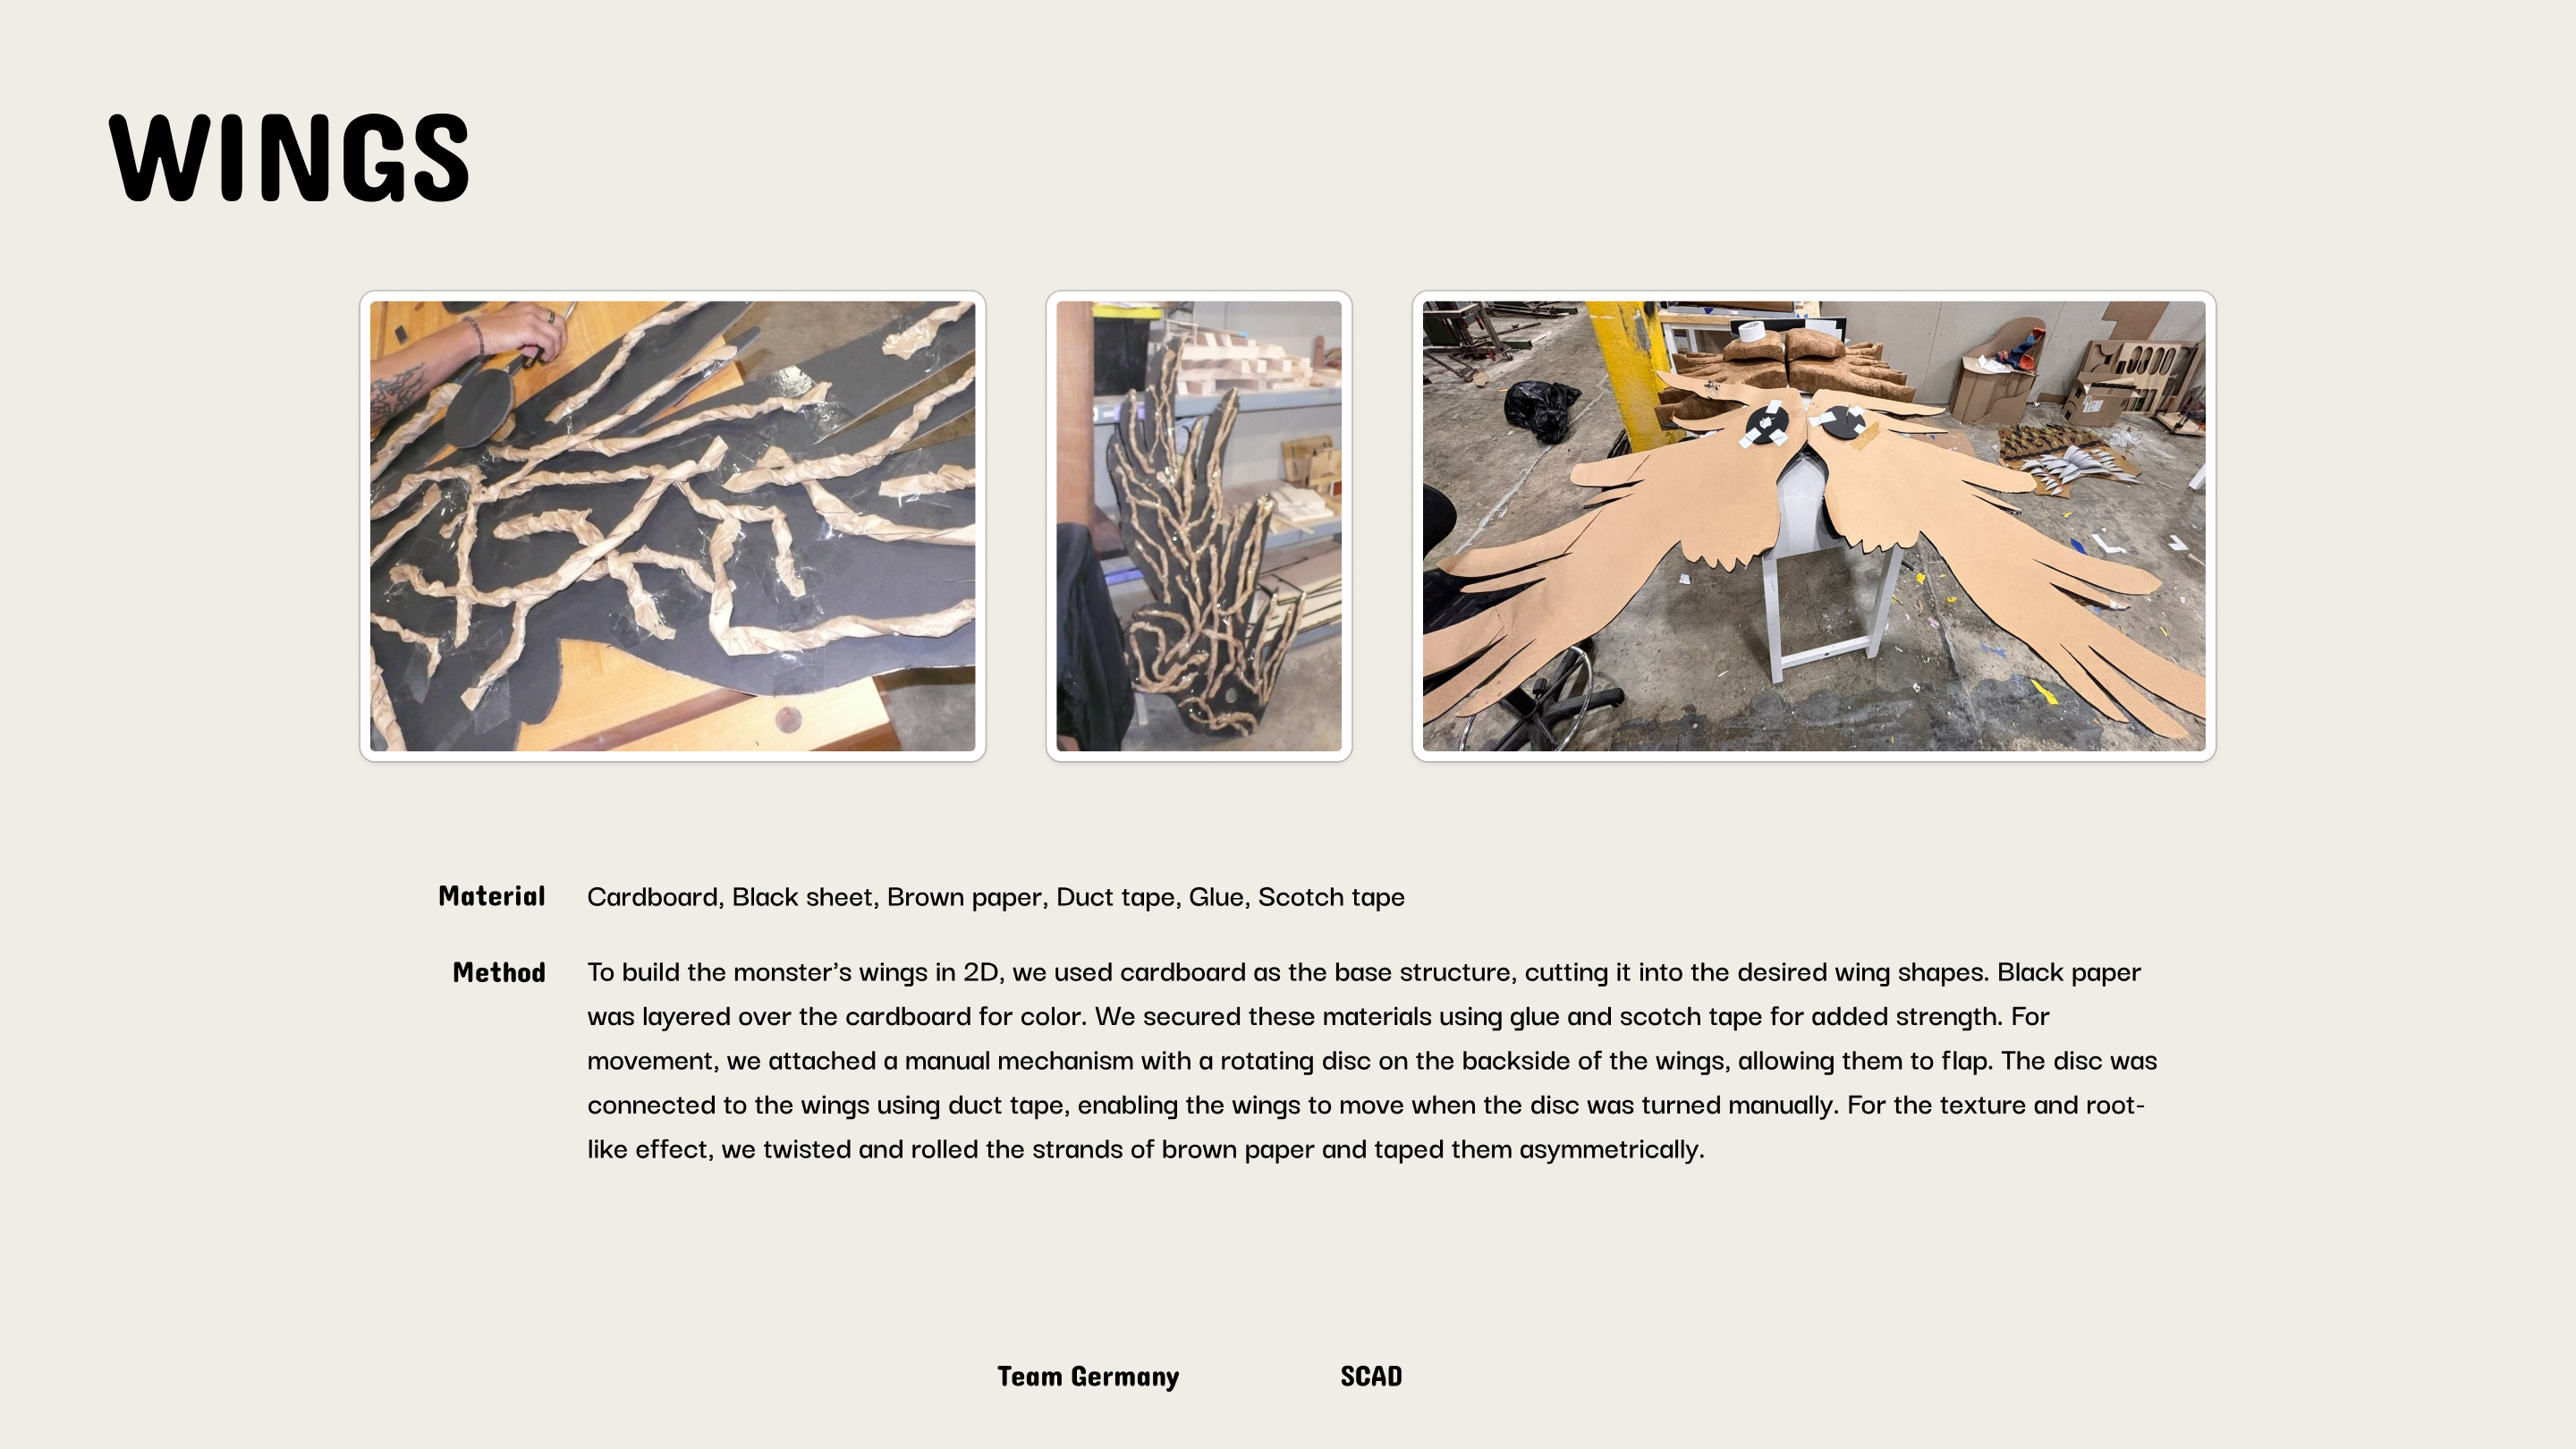 WINGS
Material
Cardboard, Black sheet, Brown paper, Duct tape, Glue, Scotch tape
Method
To build the monster’s wings in 2D, we used cardboard as the base structure, cutting it into the desired wing shapes. Black paper
was layered over the cardboard for color. We secured these materials using glue and scotch tape for added strength. For
movement, we attached a manual mechanism with a rotating disc on the backside of the wings, allowing them to flap. The disc was
connected to the wings using duct tape, enabling the wings to move when the disc was turned manually. For the texture and root-
like effect, we twisted and rolled the strands of brown paper and taped them asymmetrically.
Team Germany
SCAD